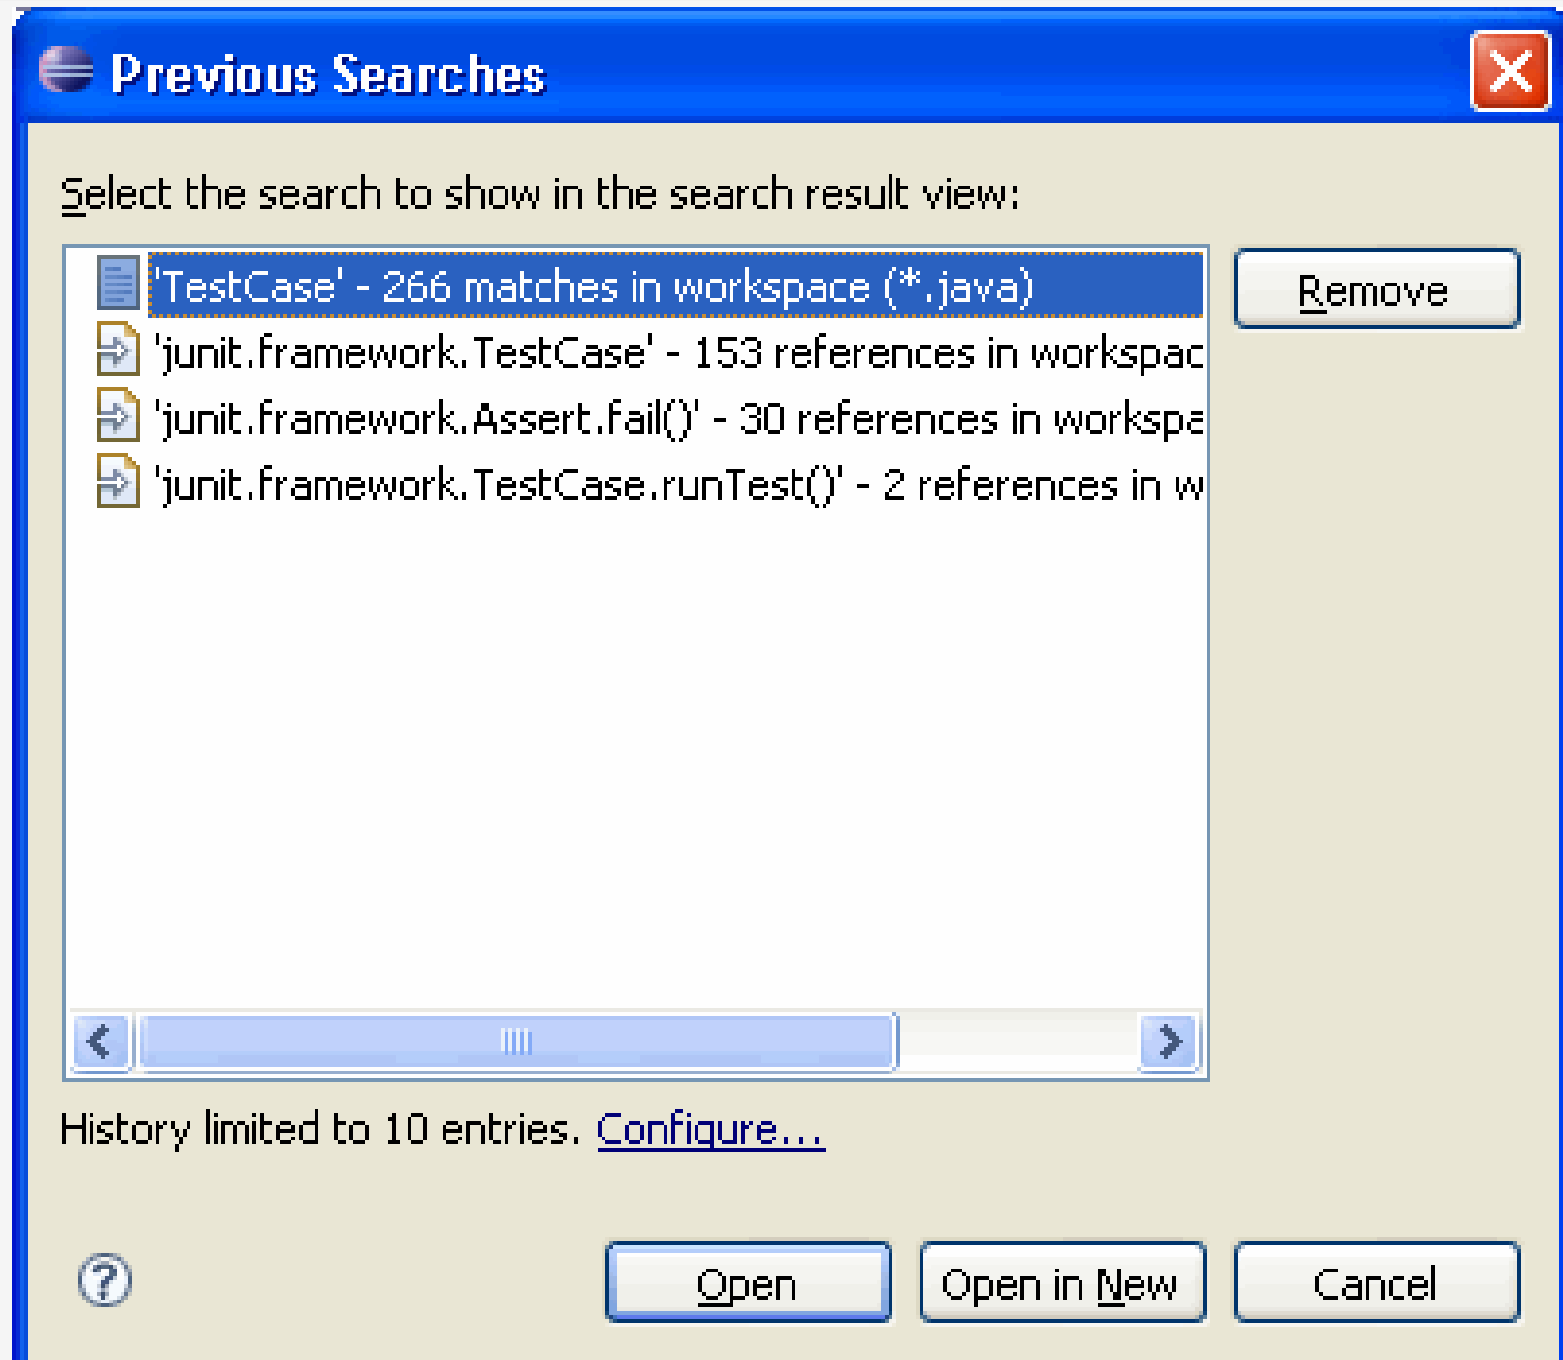 Previous Searches
Select the search to show in the search result view:
'TestCase' - 266 matches in workspace (*.java)
Remove
'junit.framework.TestCase' - 153 references in workspac
'junit.framework.Assert.fail()' - 30 references in workspa
'junit.framework.TestCase.runTest()' - 2 references in w
History limited to 10 entries. Configure...
Open
Open in New
Cancel